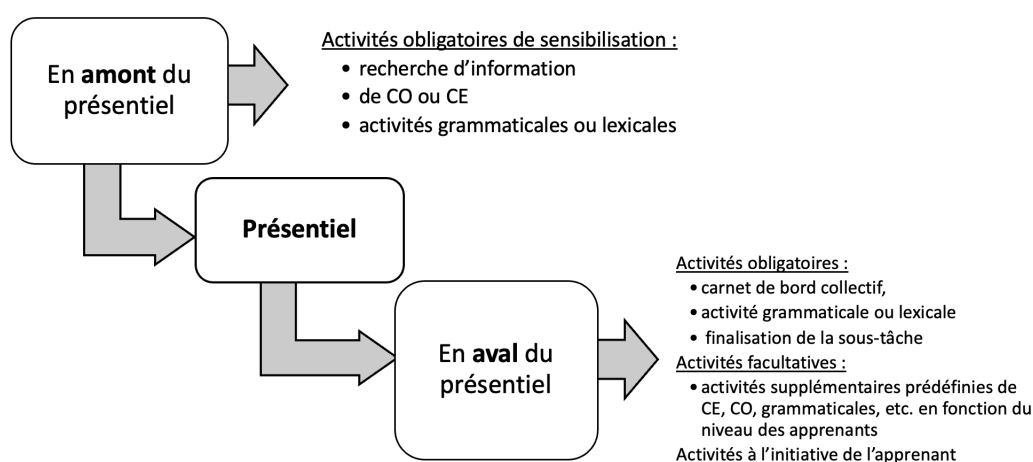 En amont du
présentiel
Activités obligatoires de sensibilisation :
• recherche d’information
• de CO ou CE
• activités grammaticales ou lexicales
Présentiel
En aval du
présentiel
Activités obligatoires :
• carnet de bord collectif,
• activité grammaticale ou lexicale
• finalisation de la sous-tâche
Activités facultatives :
• activités supplémentaires prédéfinies de
CE, CO, grammaticales, etc. en fonction du
niveau des apprenants
Activités à l’initiative de l’apprenant